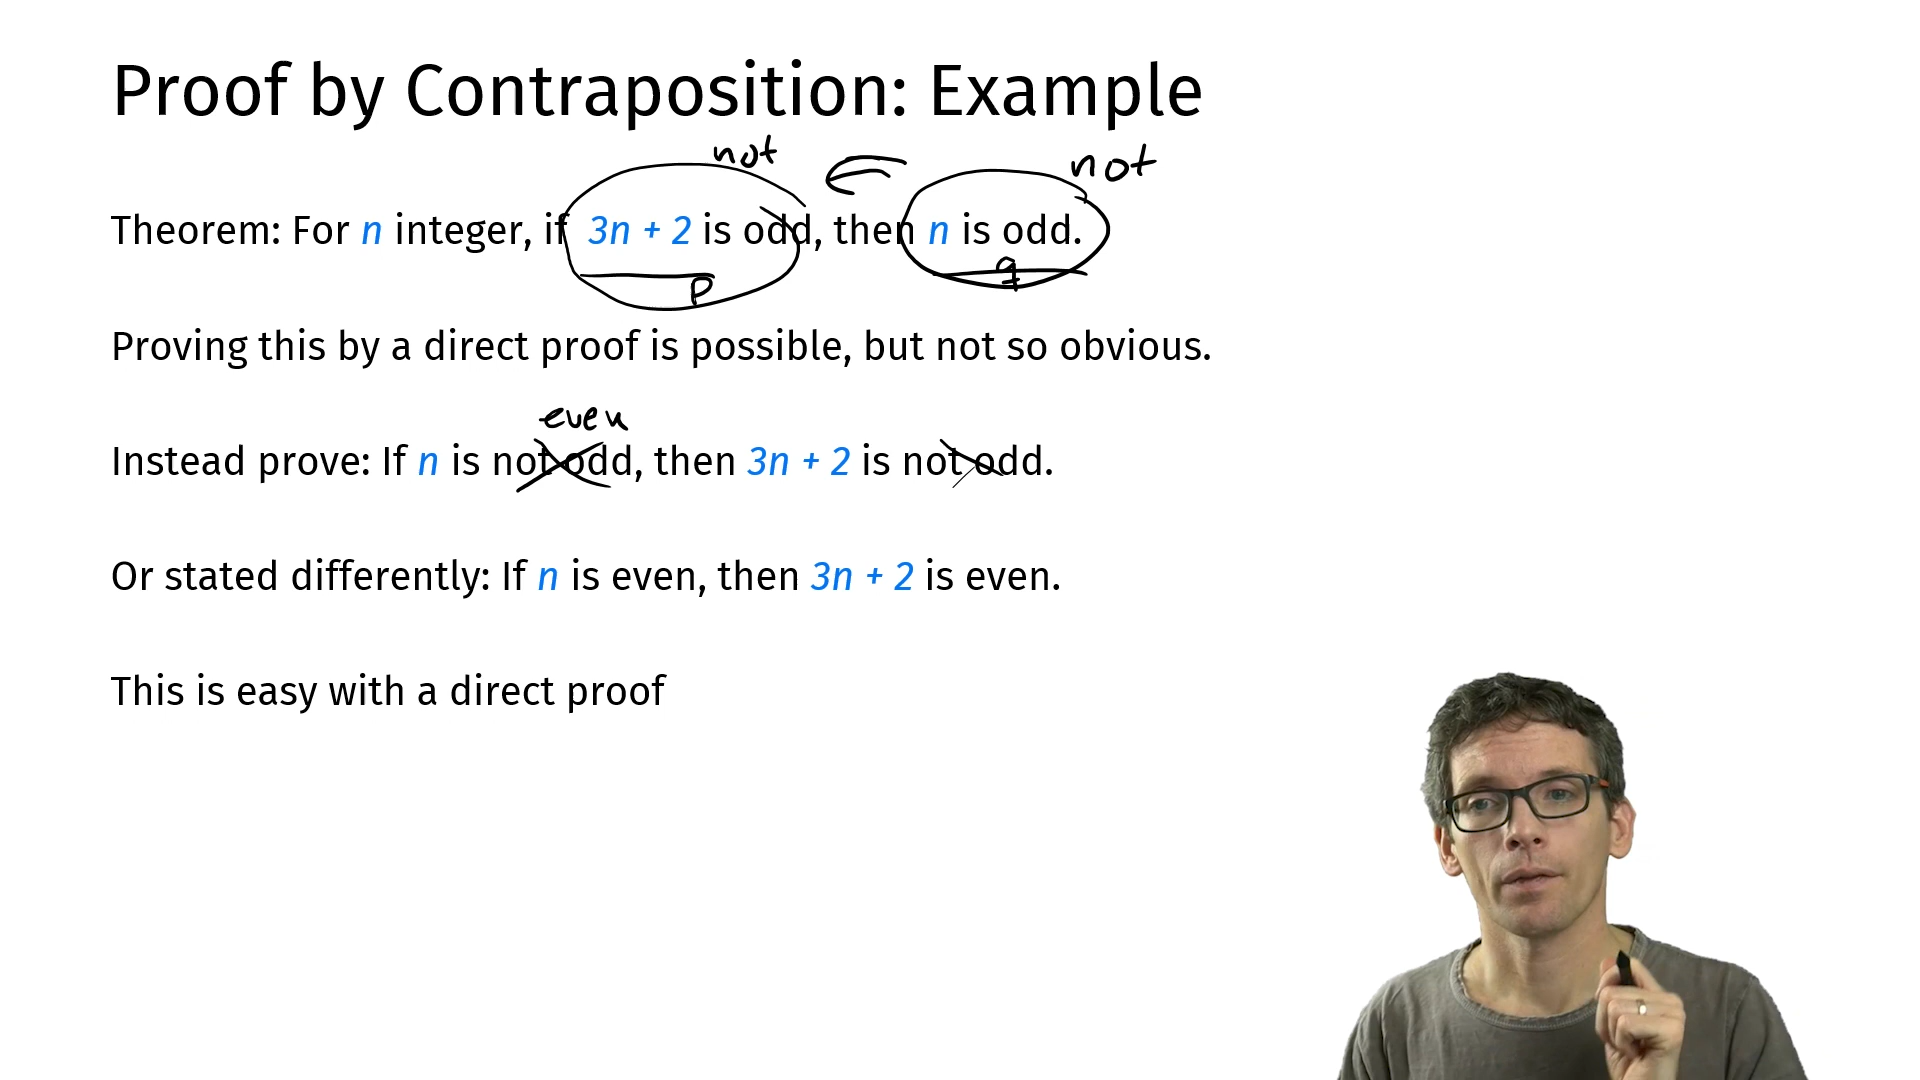 Proof by Contraposition: Example
not not
Theorem: For n integer, if 3n + 2 is odd, then n is odd.
p q
Proving this by a direct proof is possible, but not so obvious.
even
Instead prove: If n is not odd, then 3n + 2 is not odd.
Or stated differently: If n is even, then 3n + 2 is even.
This is easy with a direct proof